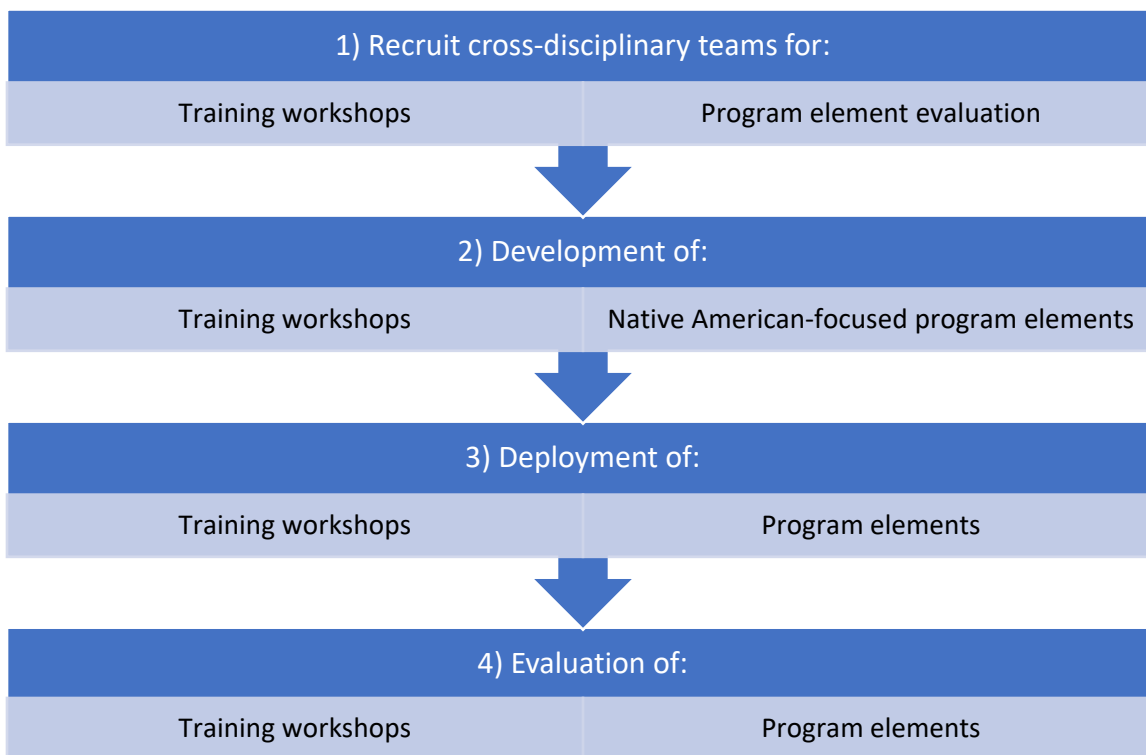 1) Recruit cross-disciplinary teams for:
Training workshops
Program element evaluation
2) Development of:
Training workshops
Native American-focused program elements
3) Deployment of:
Training workshops
Program elements
4) Evaluation of:
Training workshops
Program elements